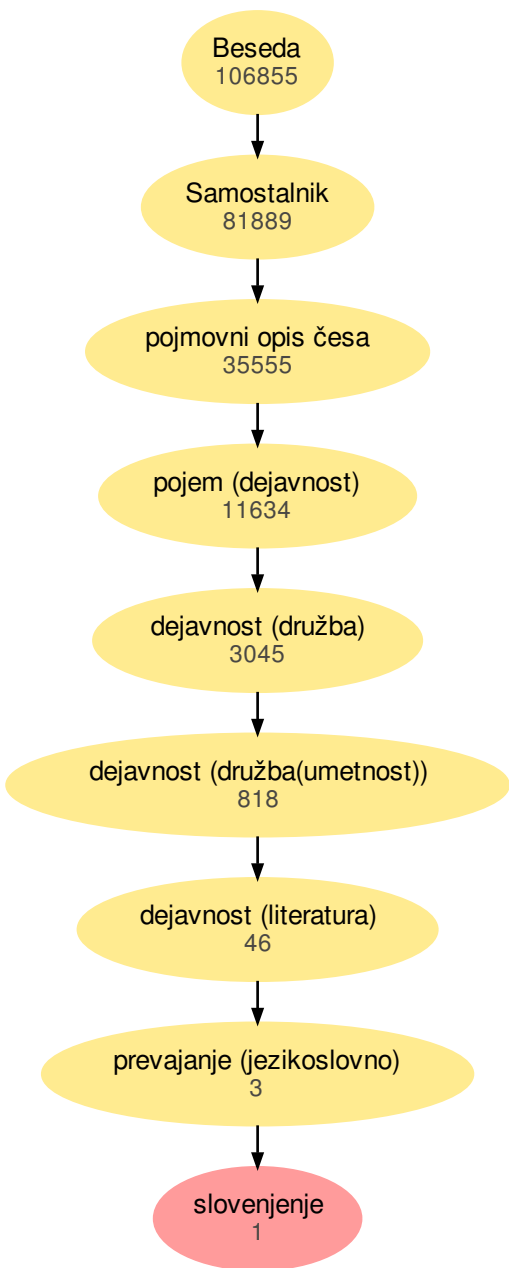 Beseda
106855
Samostalnik
81889
pojmovni opis česa
35555
pojem (dejavnost)
11634
dejavnost (družba)
3045
dejavnost (družba(umetnost))
818
dejavnost (literatura)
46
prevajanje (jezikoslovno)
3
slovenjenje
1